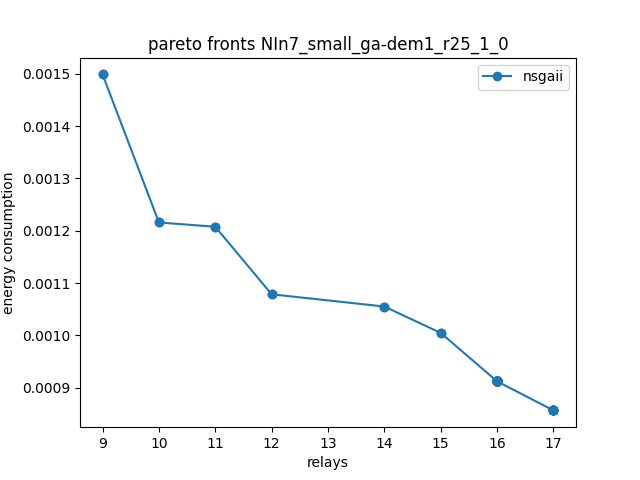 pareto fronts NIn7_small_ga-dem1_r25_1_0
nsgaii
energy consumption
0.0015
0.0014
0.0013
0.0012
0.0011
0.0010
0.0009
9 10 11 12 13 14 15 16 17
relays